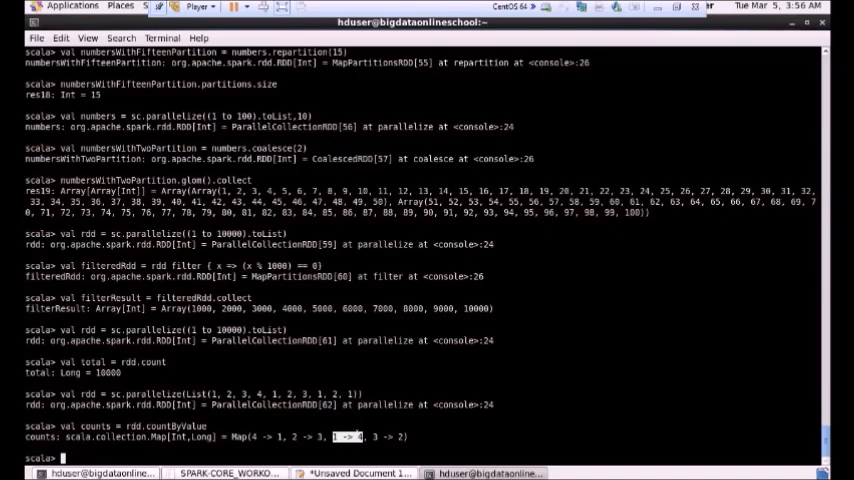 Applications Places System Player CentOS 64 Tue Mar 5, 3:56 AM
hduser@bigdataonlineschool:~
File Edit View Search Terminal Help
scala> val numbersWithFifteenPartition = numbers.repartition(15)
numbersWithFifteenPartition: org.apache.spark.rdd.RDD[Int] = MapPartitionsRDD[55] at repartition at <console>:26
scala> numbersWithFifteenPartition.partitions.size
res18: Int = 15
scala> val numbers = sc.parallelize((1 to 100).toList,10)
numbers: org.apache.spark.rdd.RDD[Int] = ParallelCollectionRDD[56] at parallelize at <console>:24
scala> val numbersWithTwoPartition = numbers.coalesce(2)
numbersWithTwoPartition: org.apache.spark.rdd.RDD[Int] = CoalescedRDD[57] at coalesce at <console>:26
scala> numbersWithTwoPartition.glom().collect
res19: Array[Array[Int]] = Array(Array(1, 2, 3, 4, 5, 6, 7, 8, 9, 10, 11, 12, 13, 14, 15, 16, 17, 18, 19, 20, 21, 22, 23, 24, 25, 26, 27, 28, 29, 30, 31, 32,
33, 34, 35, 36, 37, 38, 39, 40, 41, 42, 43, 44, 45, 46, 47, 48, 49, 50), Array(51, 52, 53, 54, 55, 56, 57, 58, 59, 60, 61, 62, 63, 64, 65, 66, 67, 68, 69, 7
0, 71, 72, 73, 74, 75, 76, 77, 78, 79, 80, 81, 82, 83, 84, 85, 86, 87, 88, 89, 90, 91, 92, 93, 94, 95, 96, 97, 98, 99, 100))
scala> val rdd = sc.parallelize((1 to 10000).toList)
rdd: org.apache.spark.rdd.RDD[Int] = ParallelCollectionRDD[59] at parallelize at <console>:24
scala> val filteredRdd = rdd filter { x => (x % 1000) == 0}
filteredRdd: org.apache.spark.rdd.RDD[Int] = MapPartitionsRDD[60] at filter at <console>:26
scala> val filterResult = filteredRdd.collect
filterResult: Array[Int] = Array(1000, 2000, 3000, 4000, 5000, 6000, 7000, 8000, 9000, 10000)
scala> val rdd = sc.parallelize((1 to 10000).toList)
rdd: org.apache.spark.rdd.RDD[Int] = ParallelCollectionRDD[61] at parallelize at <console>:24
scala> val total = rdd.count
total: Long = 10000
scala> val rdd = sc.parallelize(List(1, 2, 3, 4, 1, 2, 3, 1, 2, 1))
rdd: org.apache.spark.rdd.RDD[Int] = ParallelCollectionRDD[62] at parallelize at <console>:24
scala> val counts = rdd.countByValue
counts: scala.collection.Map[Int,Long] = Map(4 -> 1, 2 -> 3, 1 -> 4, 3 -> 2)
scala>
hduser@bigdataonlines... SPARK-CORE_WORKO... *Unsaved Document 1... hduser@bigdataonlines...